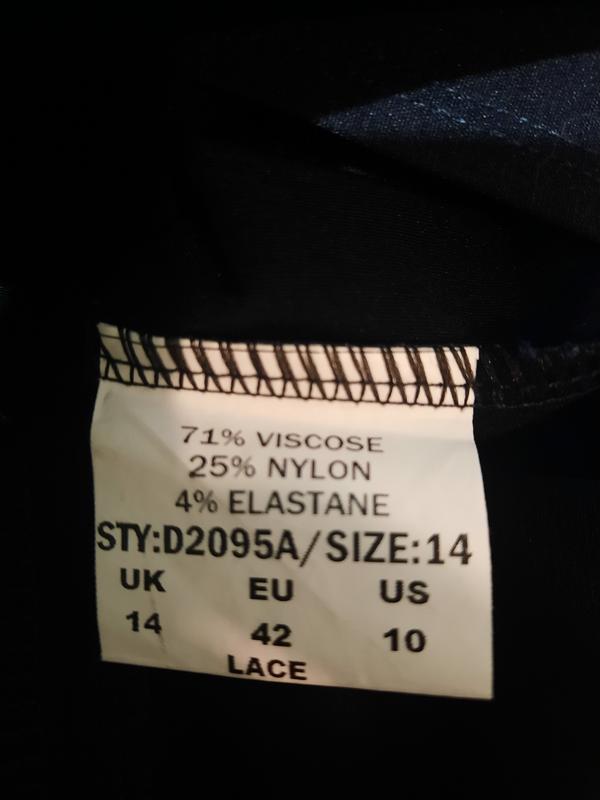 71% VISCOSE
25% NYLON
4% ELASTANE
STY:D2095A/SIZE:14
UK EU US
14 42 10
LACE